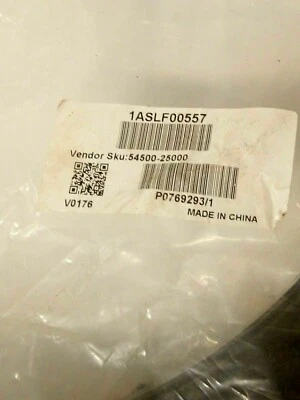 1ASLF00557
Vendor Sku:54500-25000
V0176
P0769293/1
MADE IN CHINA